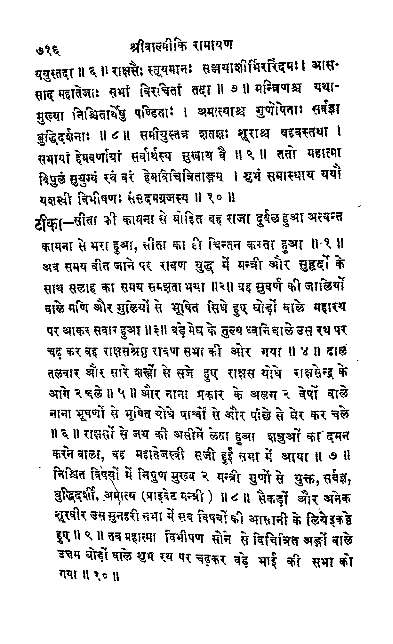 ७१६ श्रीवाल्मीकि रामायण
ययुस्तदा ॥ ६ ॥ राक्षसैः स्तूयमानः सञ्जयाशीर्भिररिंदमः। आस-
साद महातेजाः सभां विरचितां तदा ॥ ७ ॥ मन्त्रिणश्च यथा-
मुख्या निश्चितार्थेषु पण्डिताः । अमात्याश्च गुणोपेताः सर्वज्ञा
बुद्धिदर्शनाः ॥ ८ ॥ समीयुस्तत्र शतशः शूराश्च बहवस्तथा ।
सभायां हेमवर्णायां सर्वार्थस्य सुखाय वै ॥ ९ ॥ ततो महात्मा
विपुलं सुयुग्यं रथं वरं हेमविचित्रिताङ्गम् । शुभं समास्थाय ययौ
यशस्वी विभीषणः संसदमग्रजस्य ॥ १० ॥
टीका—सीता की कामना से मोहित वह राजा दुर्बल हुआ अत्यन्त
कामना से भरा हुआ, सीता का ही चिन्तन करता हुआ ॥ १ ॥
अब समय बीत जाने पर रावण युद्ध में मन्त्री और सुहृदों के
साथ सलाह का समय समझता भया ॥२॥ वह सुवर्ण की जालियों
वाले मणि और मूलियों से भूषित सिधे हुए घोड़ों वाले महारथ
पर आकर सवार हुआ ॥३॥ बड़े मेघ के तुल्य ध्वनिवाले उस रथ पर
चढ़ कर वह राक्षसश्रेष्ठ रावण सभा की ओर गया ॥ ४ ॥ ढाल
तलवार और सारे शस्त्रों से सजे हुए राक्षस योधे राक्षसेन्द्र के
आगे २ चले ॥ ५ ॥ और नाना प्रकार के अलग २ वेषों वाले
नाना भूषणों से भूषित योधे पार्श्वों से और पीछे से घेर कर चले
॥ ६ ॥ राक्षसों से जय की असीसें लेता हुआ शत्रुओं का दमन
करने वाला, वह महातेजस्वी सजी हुई सभा में आया ॥ ७ ॥
निश्चित विषयों में निपुण मुख्य २ मन्त्री गुणों से युक्त, सर्वज्ञ,
बुद्धिदर्शी, अमात्य (प्राइवेट मन्त्री) ॥ ८ ॥ सैकड़ों और अनेक
शूरवीर उस सुनहरी सभा में सब विषयों की आसानी के लिये इकट्ठे
हुए ॥ ९ ॥ तब महात्मा विभीषण सोने से विचित्रित अङ्गों वाले
उत्तम घोड़ों वाले शुभ रथ पर चढ़कर बड़े भाई की सभा को
गया ॥ १० ॥